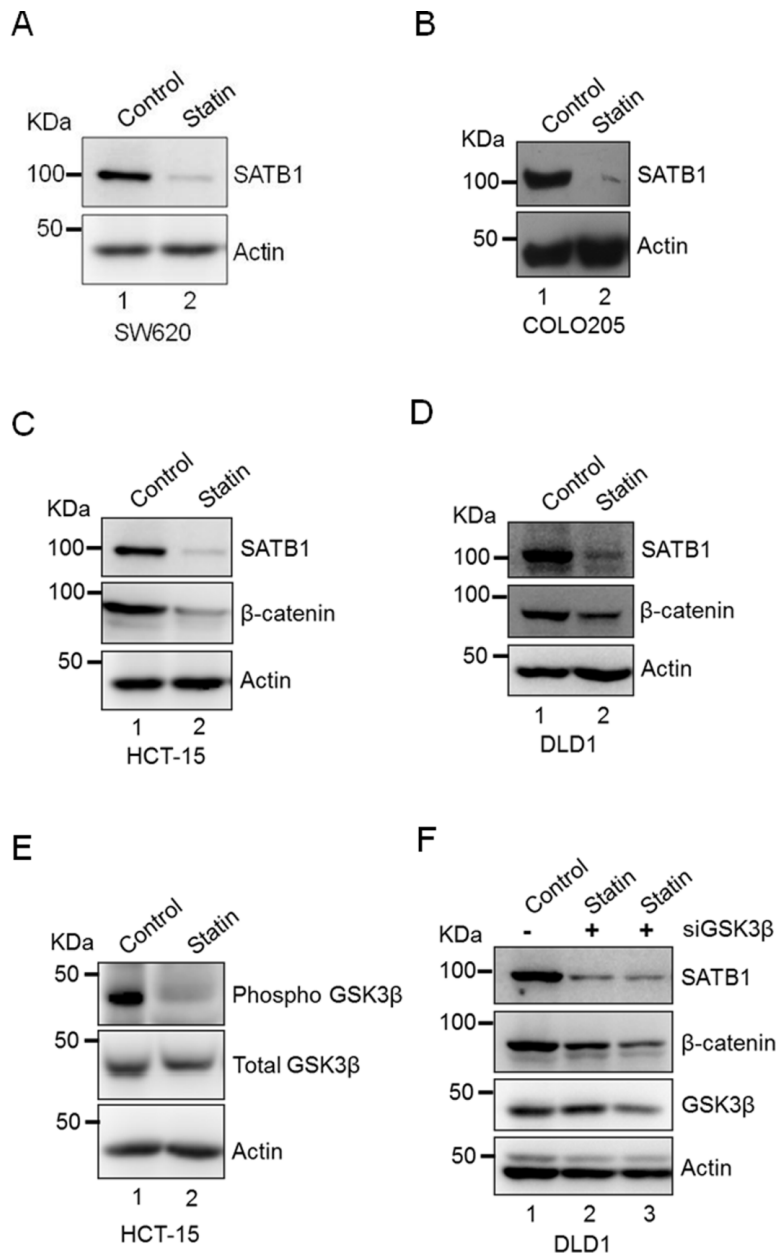 A
Control Statin
KDa
100 SATB1
50
Actin
1 2
SW620
B
Control Statin
KDa
100 SATB1
50
Actin
1 2
COLO205
C
Control Statin
KDa
100 SATB1
100
β-catenin
50
Actin
1 2
HCT-15
D
Control Statin
KDa
100 SATB1
100
β-catenin
50
Actin
1 2
DLD1
E
Control Statin
KDa
50
Phospho GSK3β
50
Total GSK3β
50
Actin
1 2
HCT-15
F
Control Statin Statin
KDa - + + siGSK3β
100 SATB1
100
β-catenin
50
GSK3β
50
Actin
1 2 3
DLD1